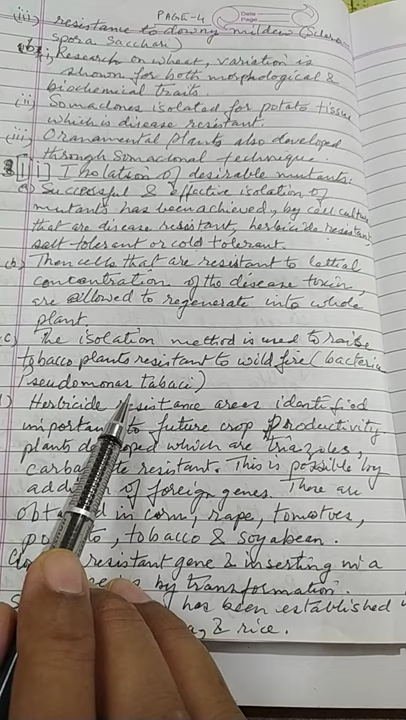 PAGE-4
Date
Page
(iii) resistance to downy mildew (Sclero-
spora Sacchari)
(b) i, Research on wheat, variation is
shown for both morphological &
biochemical traits.
(ii) Somaclones isolated for potato tissue
which is disease resistant.
(iii) Oranamental plants also developed
through Somaclonal technique.
3[i] Isolation of desirable mutants:
(a) Successful & effective isolation of
mutants has been achieved, by cell culture
that are disease resistant, herbicide resistant
salt tolerant or cold tolerant.
(b) Then cells that are resistant to lethal
concentration of the disease toxin,
are allowed to regenerate into whole
plant.
(c) The isolation method is used to raise
tobacco plants resistant to wild fire (bacteria
Pseudomonas tabaci)
Herbicide resistance areas identified
important to future crop productivity
plants developed which are triazoles,
resistant. This is possible by
of foreign genes. These are
obtained in corn, rape, tomatoes,
tobacco & soyabean.
resistant gene & inserting in a
by transformation.
has been established
& rice.